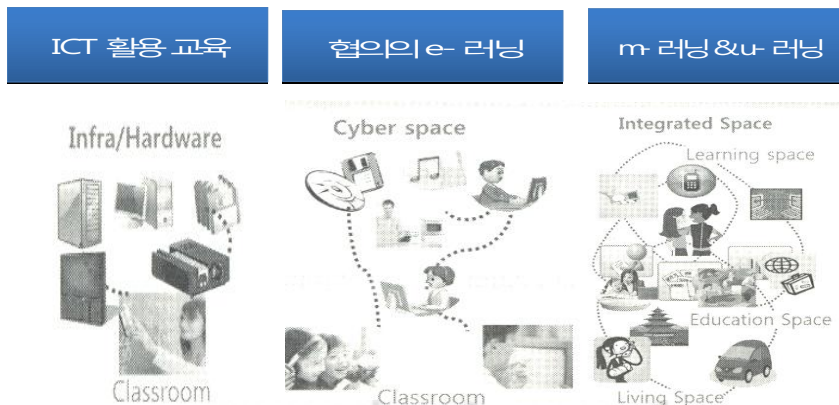 ICT 활용 교육
협의의 e- 러닝
m- 러닝 &u- 러닝
Infra/Hardware
Classroom
Cyber space
Classroom
Integrated Space
Learning space
Education Space
Living Space